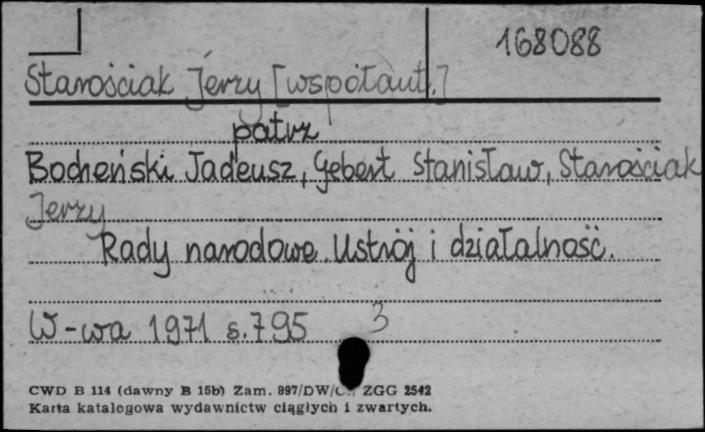 168088
Starościak Jerzy [współaut.]
patrz
Bocheński Tadeusz, Gebert Stanisław, Starościak
Jerzy
Rady narodowe. Ustrój i działalność.
W-wa 1971 s. 795 3
CWD B 114 (dawny B 15b) Zam. 897/DW/C. ZGG 2542
Karta katalogowa wydawnictw ciągłych i zwartych.